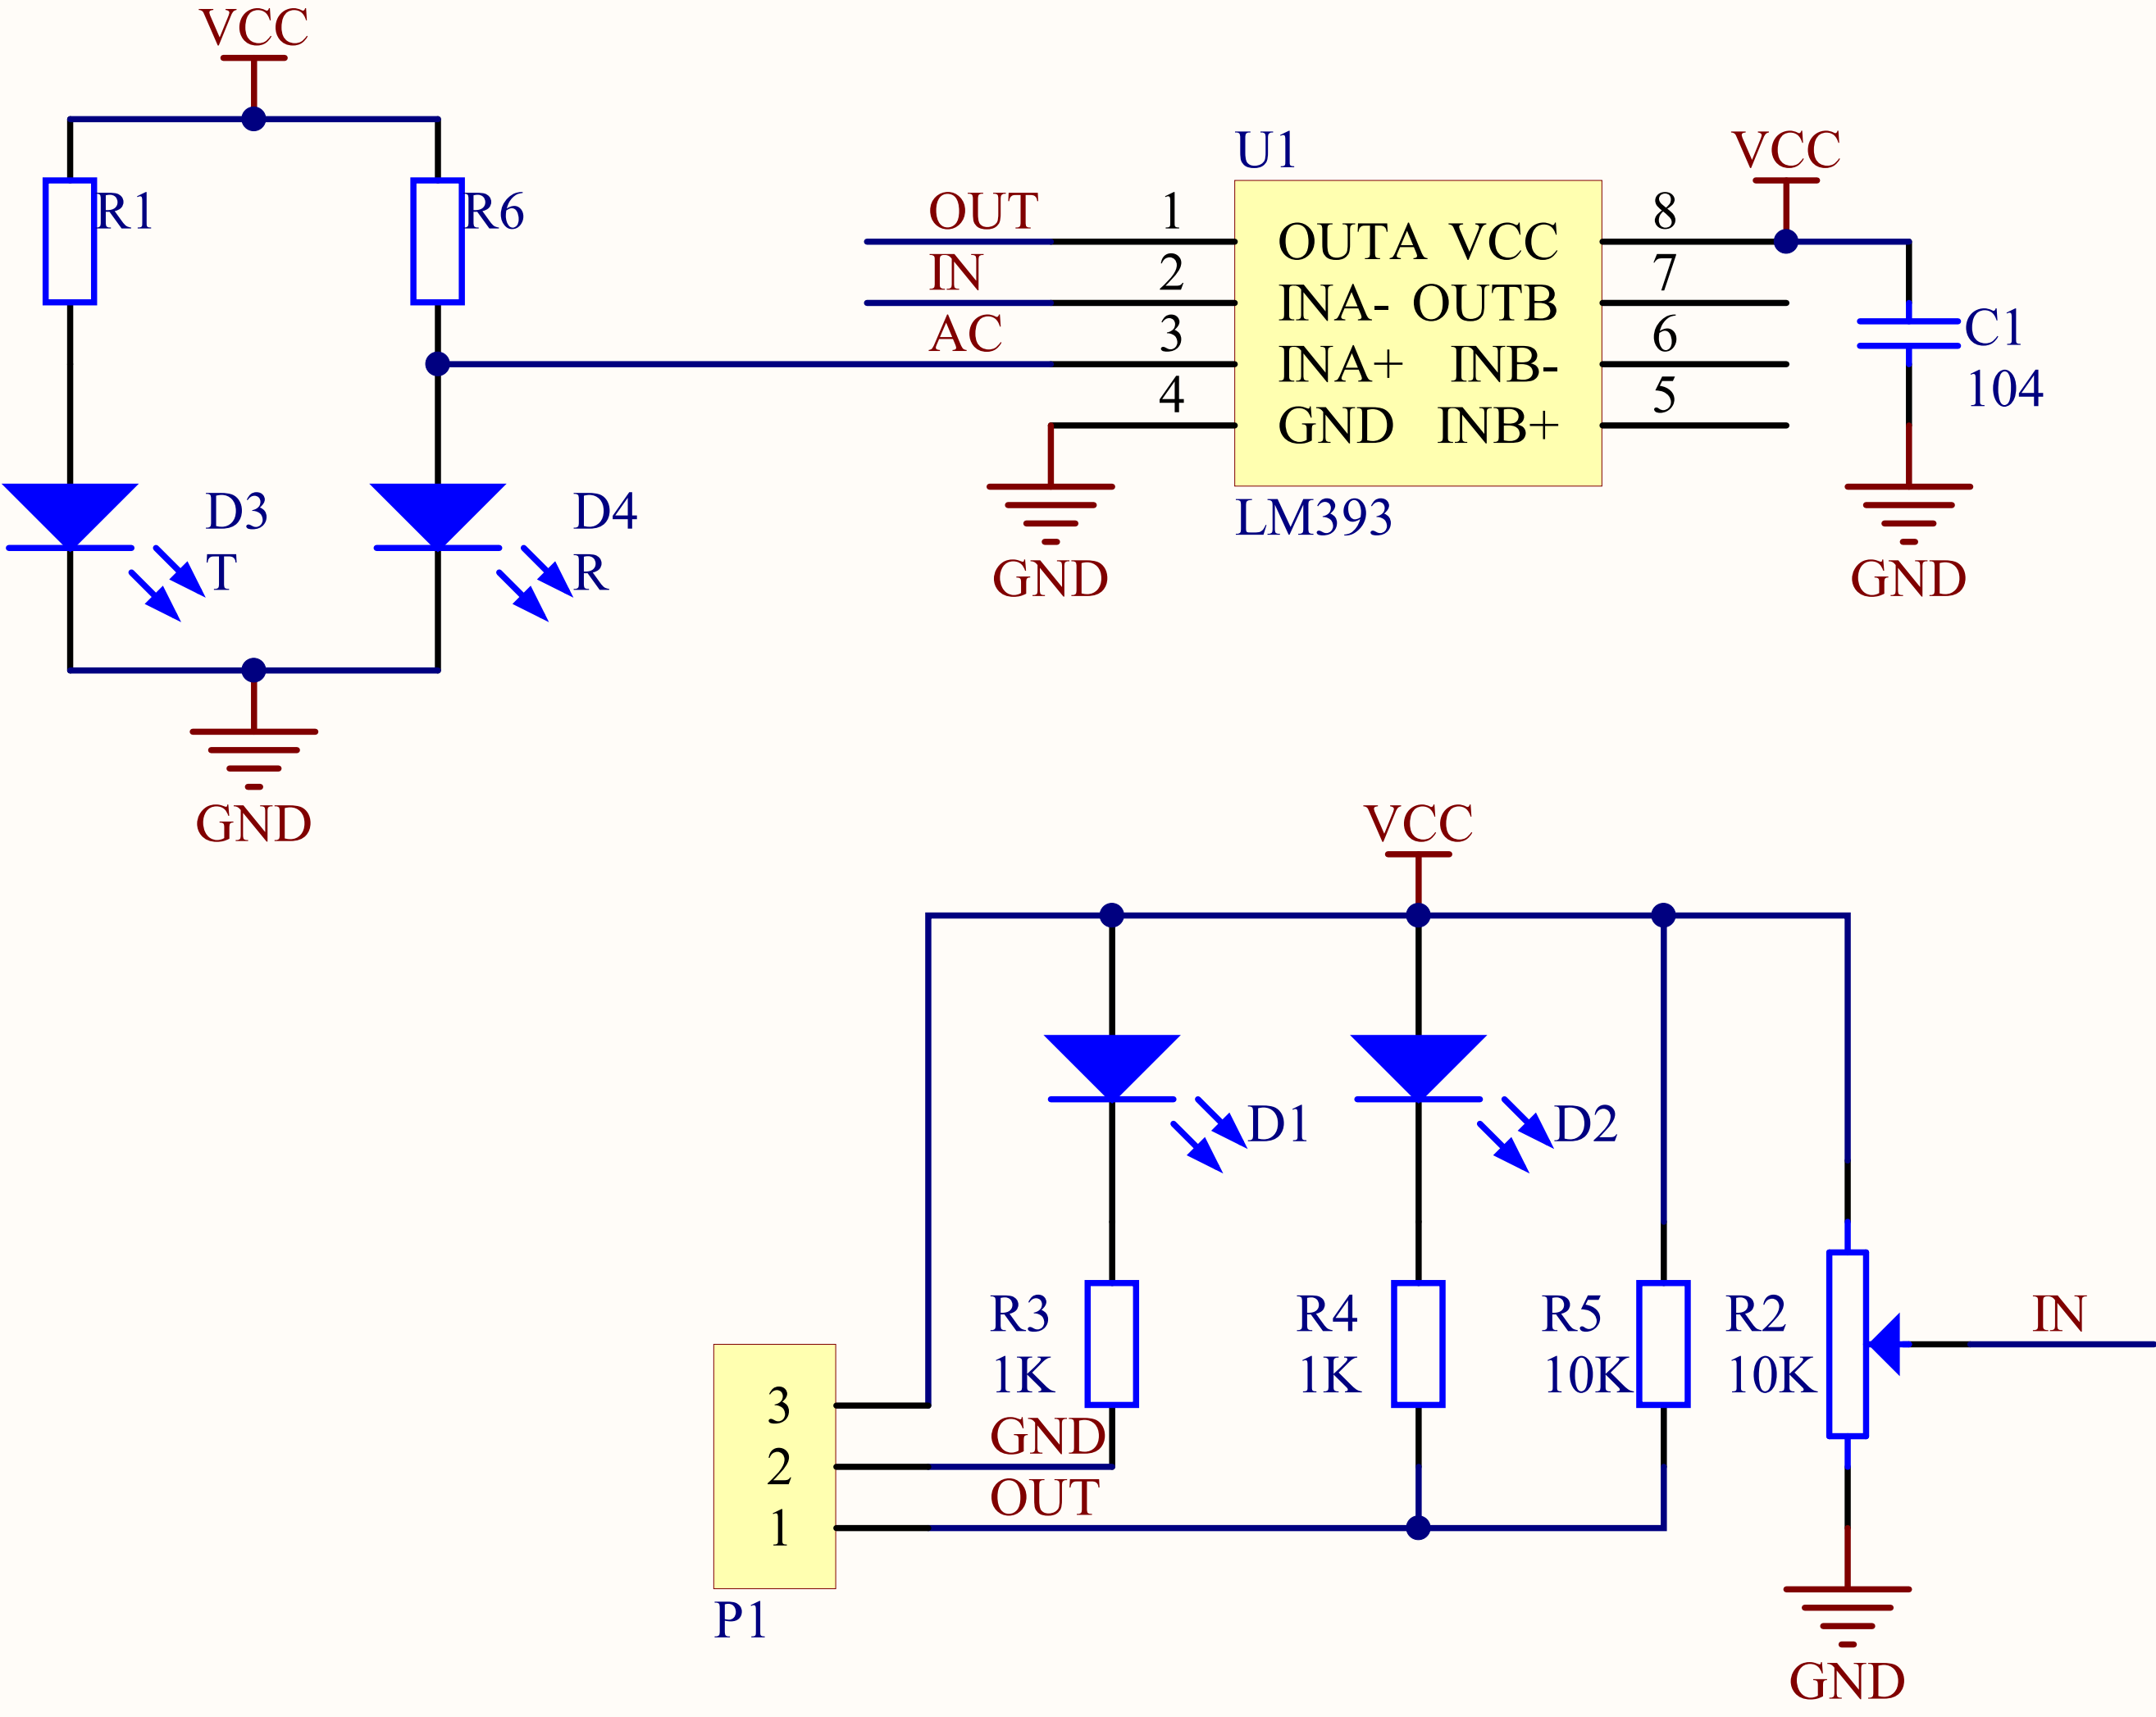 VCC
R1
R6
D3
T
D4
R
GND
U1
OUT
IN
AC
1
2
3
4
OUTA VCC
INA- OUTB
INA+ INB-
GND INB+
8
7
6
5
LM393
GND
VCC
C1
104
GND
VCC
D1
D2
R3
1K
R4
1K
R5
10K
R2
10K
IN
3
2
1
GND
OUT
P1
GND